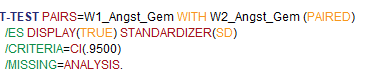 T-TEST PAIRS=W1_Angst_Gem WITH W2_Angst_Gem (PAIRED)
/ES DISPLAY(TRUE) STANDARDIZER(SD)
/CRITERIA=CI(.9500)
/MISSING=ANALYSIS.